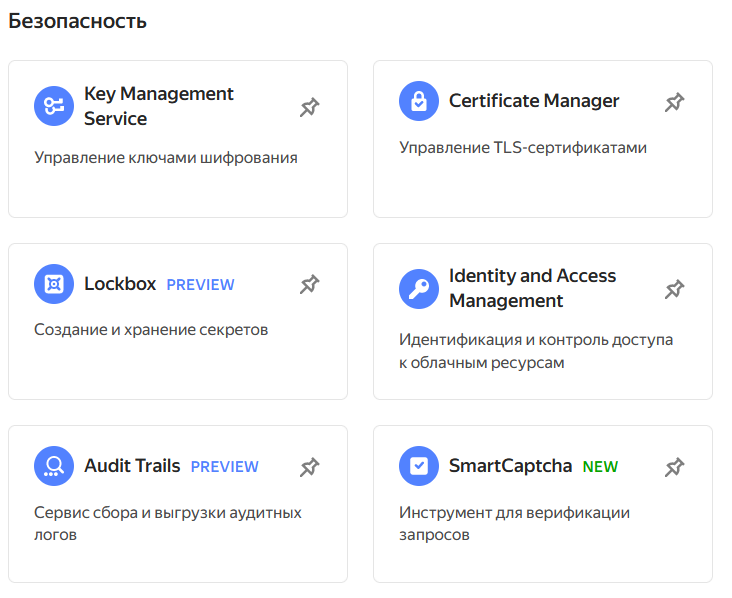 Безопасность
Key Management
Service
Управление ключами шифрования
Certificate Manager
Управление TLS-сертификатами
Lockbox PREVIEW
Создание и хранение секретов
Identity and Access
Management
Идентификация и контроль доступа
к облачным ресурсам
Audit Trails PREVIEW
Сервис сбора и выгрузки аудитных
логов
SmartCaptcha NEW
Инструмент для верификации
запросов